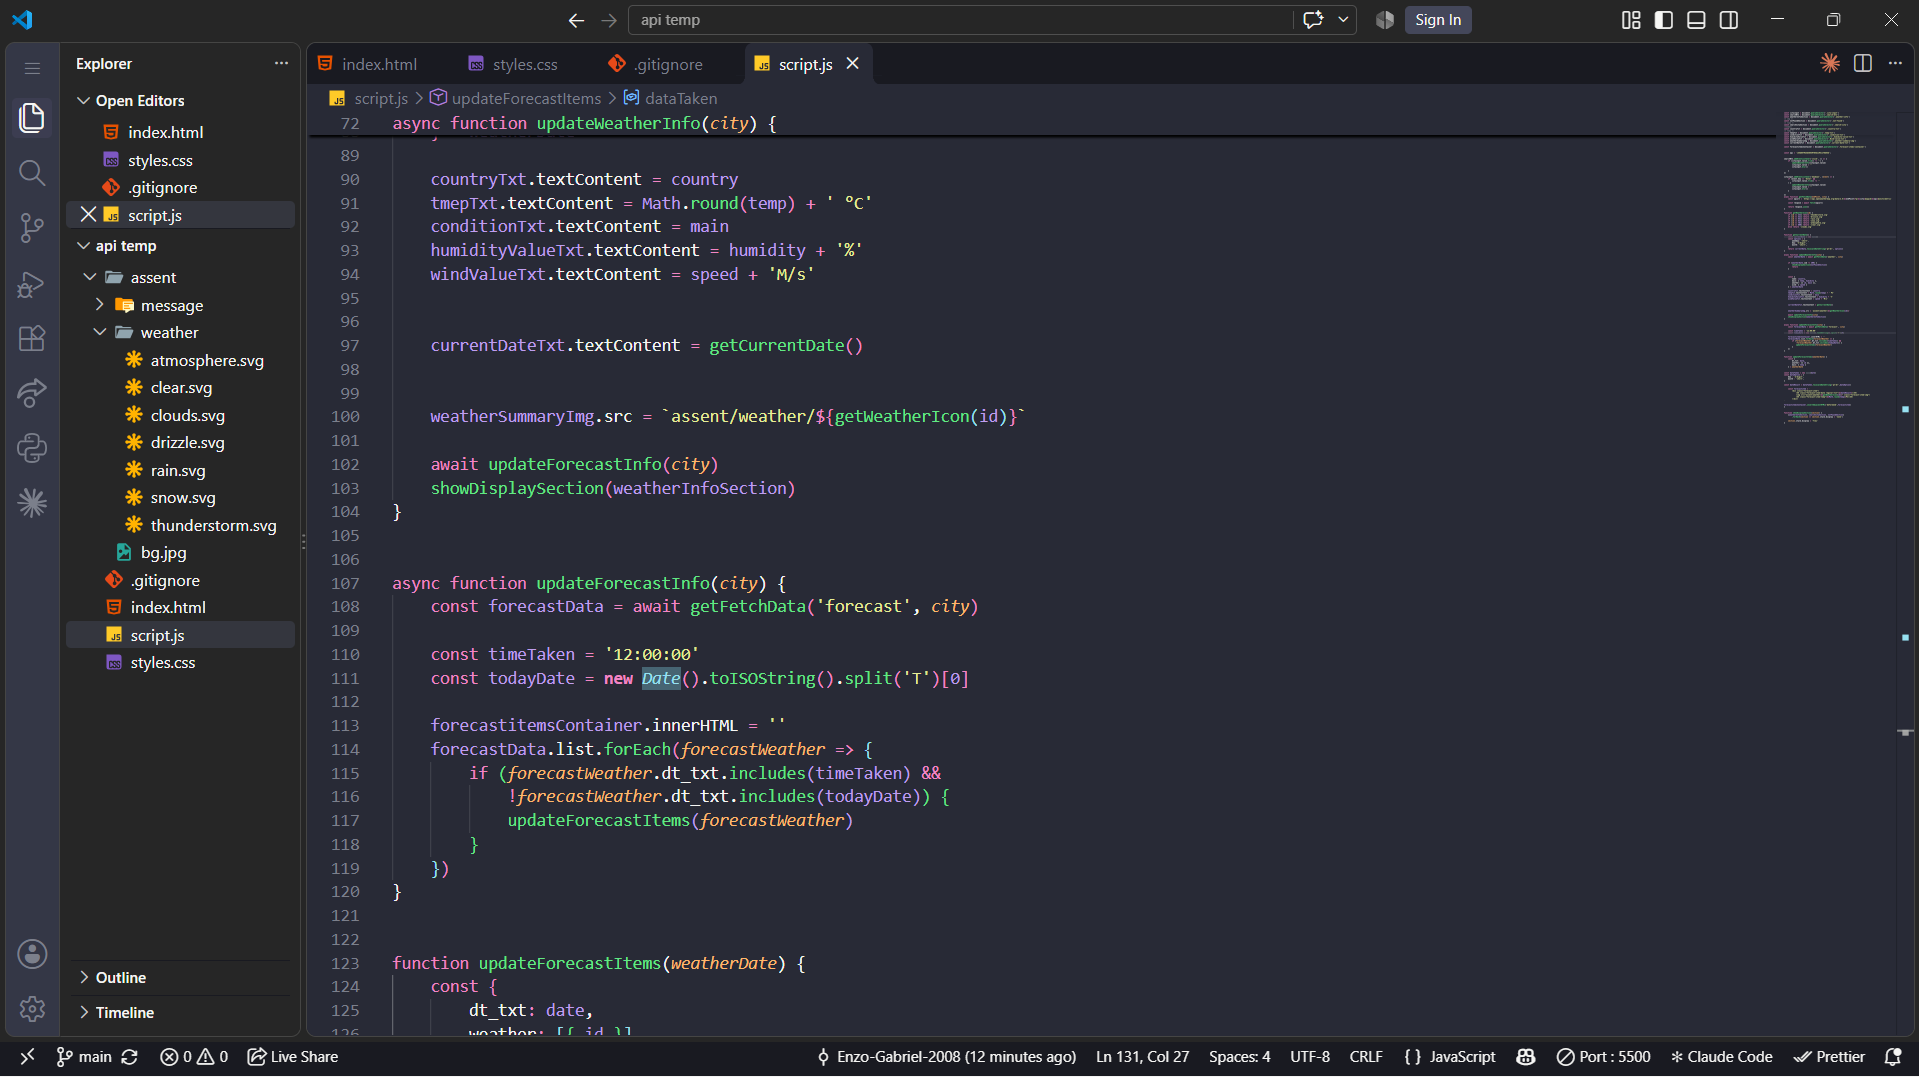 api temp
Sign In
Explorer
Open Editors
index.html
styles.css
.gitignore
script.js
api temp
assent
message
weather
atmosphere.svg
clear.svg
clouds.svg
drizzle.svg
rain.svg
snow.svg
thunderstorm.svg
bg.jpg
.gitignore
index.html
script.js
styles.css
Outline
Timeline
index.html styles.css .gitignore script.js
script.js > updateForecastItems > dataTaken
72 async function updateWeatherInfo(city) {
89
90 countryTxt.textContent = country
91 tmepTxt.textContent = Math.round(temp) + ' °C'
92 conditionTxt.textContent = main
93 humidityValueTxt.textContent = humidity + '%'
94 windValueTxt.textContent = speed + 'M/s'
95
96
97 currentDateTxt.textContent = getCurrentDate()
98
99
100 weatherSummaryImg.src = `assent/weather/${getWeatherIcon(id)}`
101
102 await updateForecastInfo(city)
103 showDisplaySection(weatherInfoSection)
104 }
105
106
107 async function updateForecastInfo(city) {
108 const forecastData = await getFetchData('forecast', city)
109
110 const timeTaken = '12:00:00'
111 const todayDate = new Date().toISOString().split('T')[0]
112
113 forecastitemsContainer.innerHTML = ''
114 forecastData.list.forEach(forecastWeather => {
115 if (forecastWeather.dt_txt.includes(timeTaken) &&
116 !forecastWeather.dt_txt.includes(todayDate)) {
117 updateForecastItems(forecastWeather)
118 }
119 })
120 }
121
122
123 function updateForecastItems(weatherDate) {
124 const {
125 dt_txt: date,
126 weather: [{ id }]
main 0 0 Live Share Enzo-Gabriel-2008 (12 minutes ago) Ln 131, Col 27 Spaces: 4 UTF-8 CRLF {} JavaScript Port : 5500 Claude Code Prettier